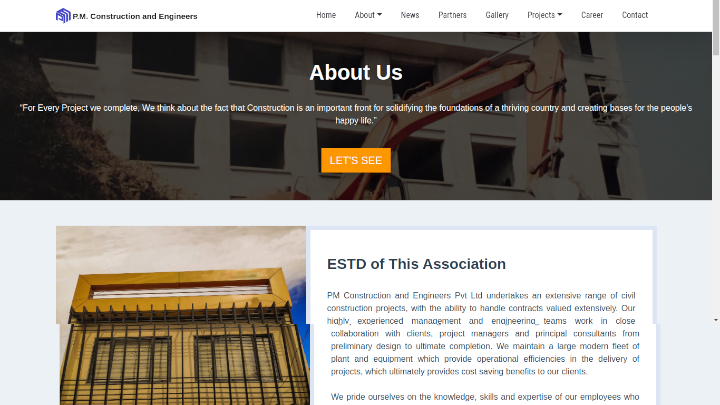 P.M. Construction and Engineers
Home About News Partners Gallery Projects Career Contact
About Us
"For Every Project we complete, We think about the fact that Construction is an important front for solidifying the foundations of a thriving country and creating bases for the people's
happy life."
LET'S SEE
ESTD of This Association
PM Construction and Engineers Pvt Ltd undertakes an extensive range of civil
construction projects, with the ability to handle contracts valued extensively. Our
highly experienced management and engineering teams work in close
collaboration with clients, project managers and principal consultants from
preliminary design to ultimate completion. We maintain a large modern fleet of
plant and equipment which provide operational efficiencies in the delivery of
projects, which ultimately provides cost saving benefits to our clients.
We pride ourselves on the knowledge, skills and expertise of our employees who